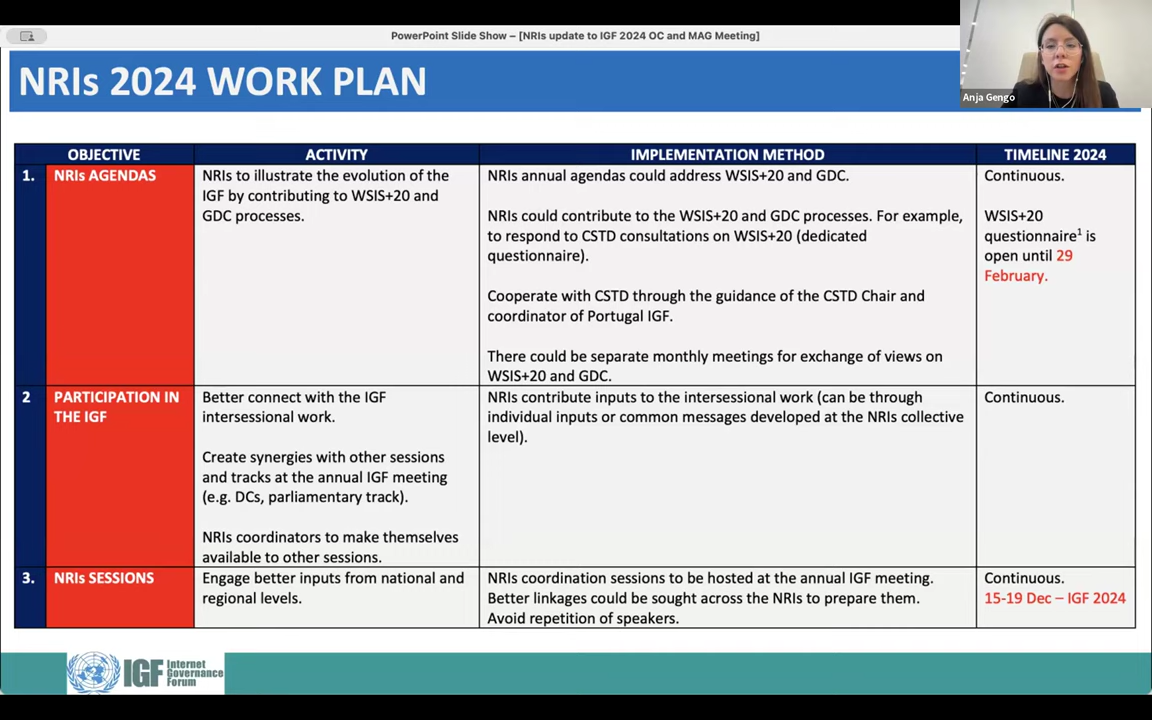 PowerPoint Slide Show – [NRIs update to IGF 2024 OC and MAG Meeting]
Anja Gengo
NRIs 2024 WORK PLAN
OBJECTIVE
ACTIVITY
IMPLEMENTATION METHOD
TIMELINE 2024
1.
NRIs AGENDAS
NRIs to illustrate the evolution of the
IGF by contributing to WSIS+20 and
GDC processes.
NRIs annual agendas could address WSIS+20 and GDC.
NRIs could contribute to the WSIS+20 and GDC processes. For example,
to respond to CSTD consultations on WSIS+20 (dedicated
questionnaire).
Cooperate with CSTD through the guidance of the CSTD Chair and
coordinator of Portugal IGF.
There could be separate monthly meetings for exchange of views on
WSIS+20 and GDC.
Continuous.
WSIS+20
questionnaire¹ is
open until 29
February.
2
PARTICIPATION IN
THE IGF
Better connect with the IGF
intersessional work.
Create synergies with other sessions
and tracks at the annual IGF meeting
(e.g. DCs, parliamentary track).
NRIs coordinators to make themselves
available to other sessions.
NRIs contribute inputs to the intersessional work (can be through
individual inputs or common messages developed at the NRIs collective
level).
Continuous.
3.
NRIs SESSIONS
Engage better inputs from national and
regional levels.
NRIs coordination sessions to be hosted at the annual IGF meeting.
Better linkages could be sought across the NRIs to prepare them.
Avoid repetition of speakers.
Continuous.
15-19 Dec – IGF 2024
IGF
Internet
Governance
Forum